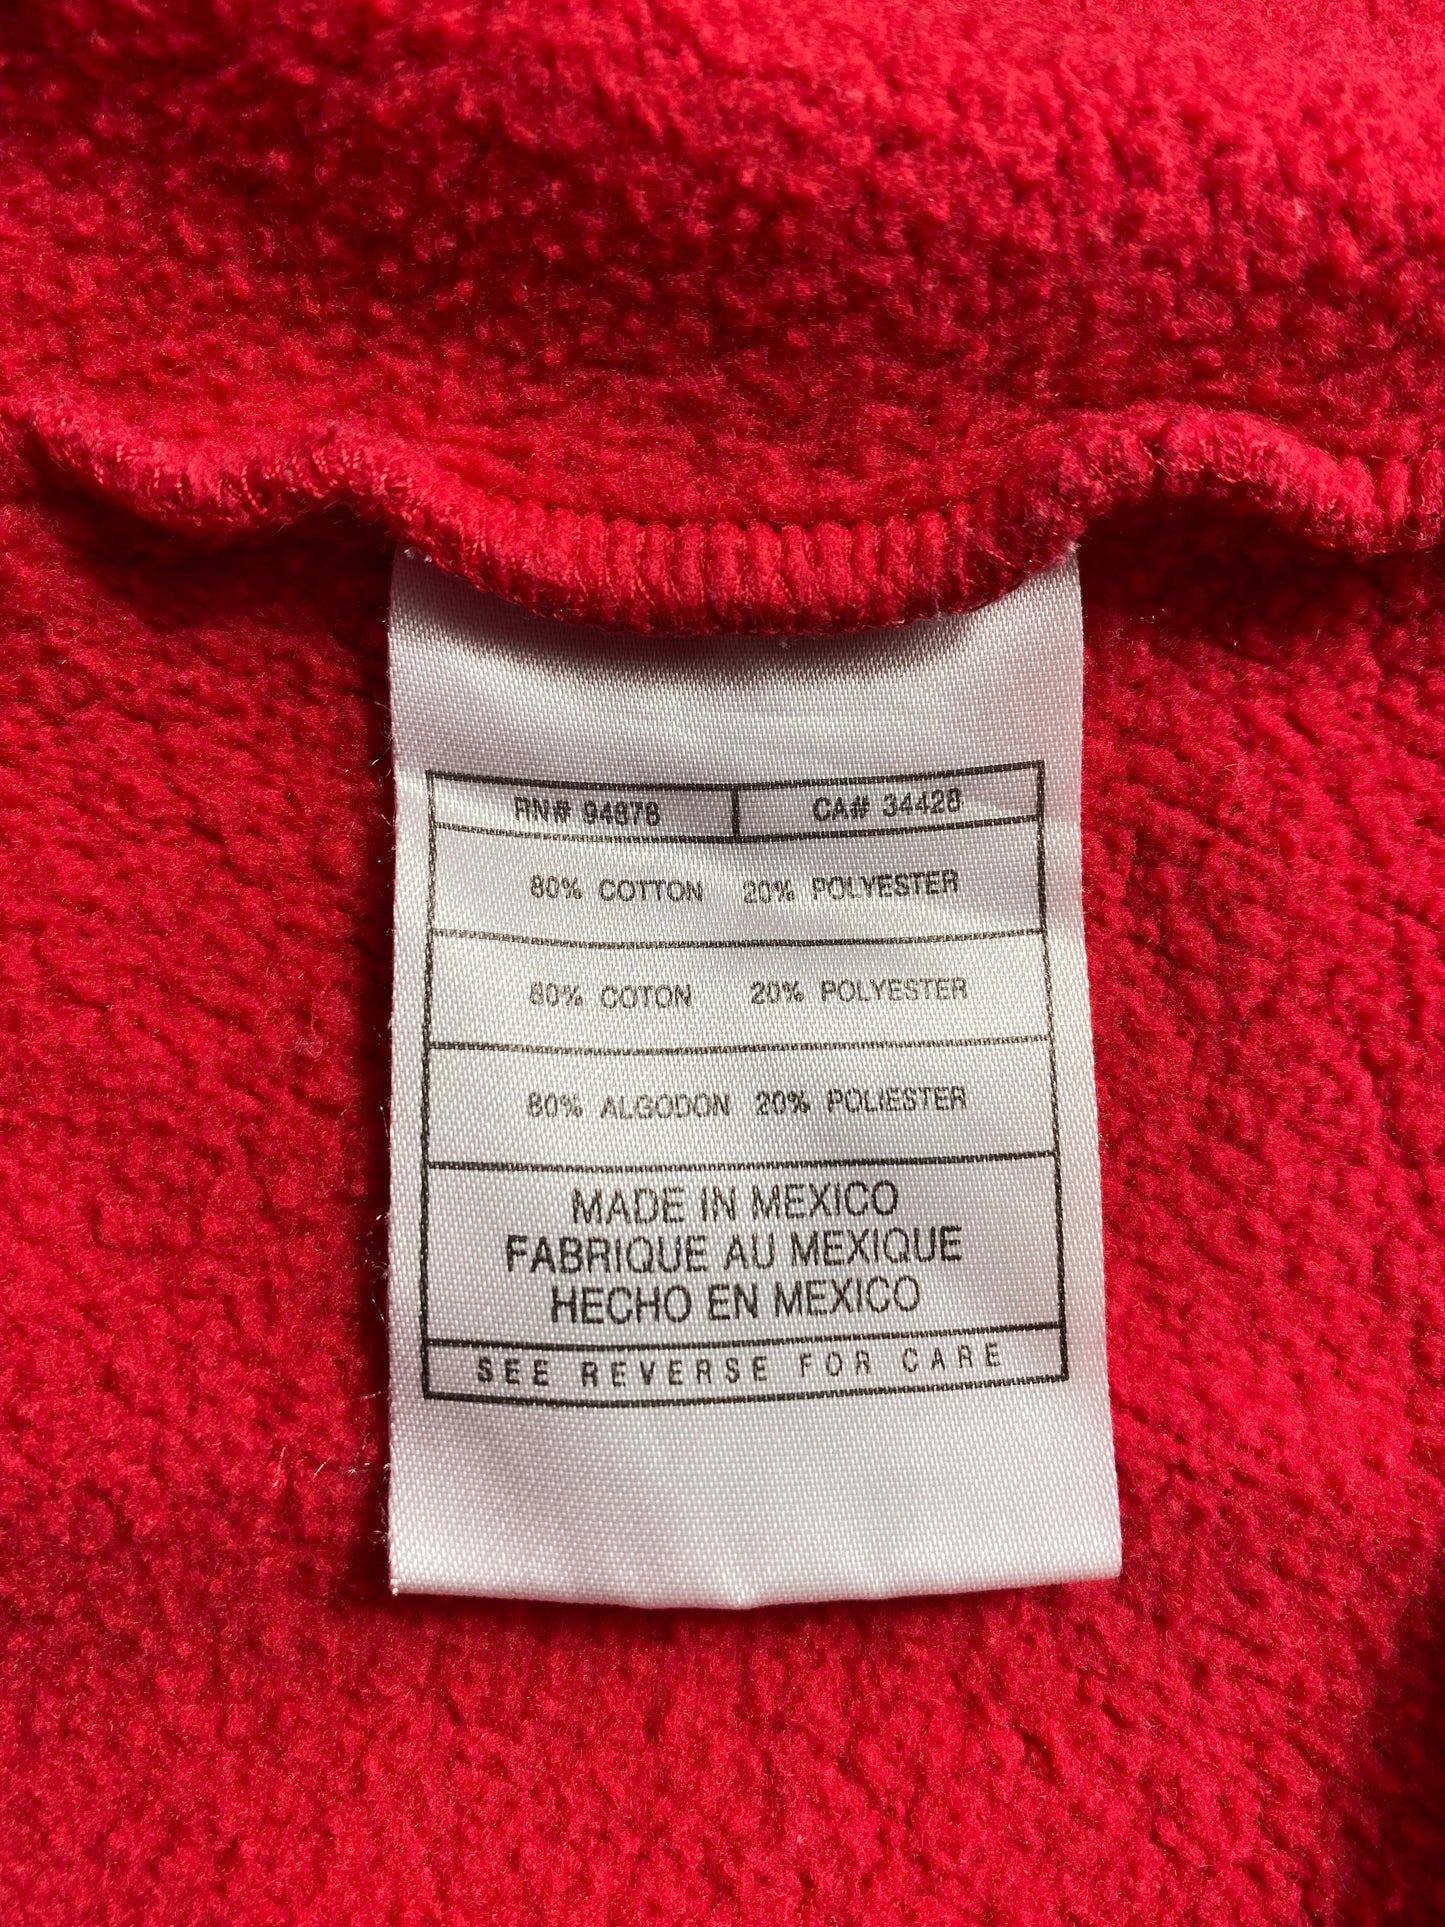 RN# 94878 CA# 34428
80% COTTON 20% POLYESTER
80% COTON 20% POLYESTER
80% ALGODON 20% POLIESTER
MADE IN MEXICO
FABRIQUE AU MEXIQUE
HECHO EN MEXICO
SEE REVERSE FOR CARE